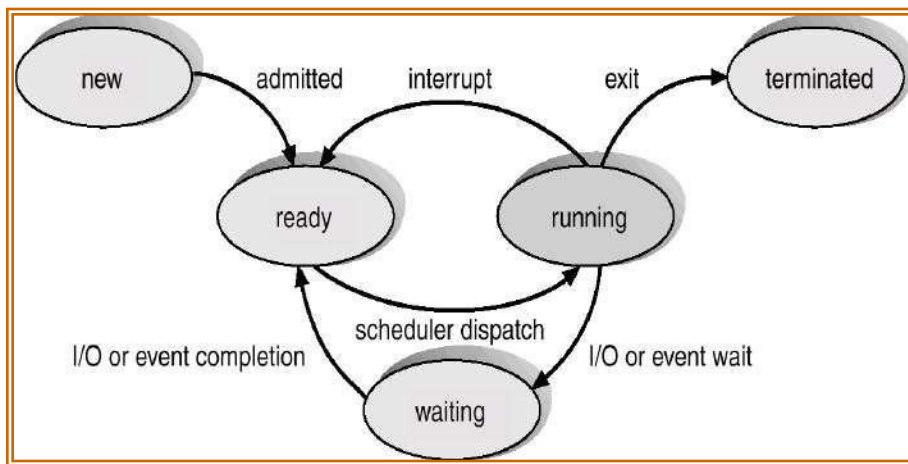 new
admitted
interrupt
exit
terminated
ready
running
scheduler dispatch
I/O or event completion
I/O or event wait
waiting